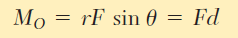 M_O = rF sin θ = Fd